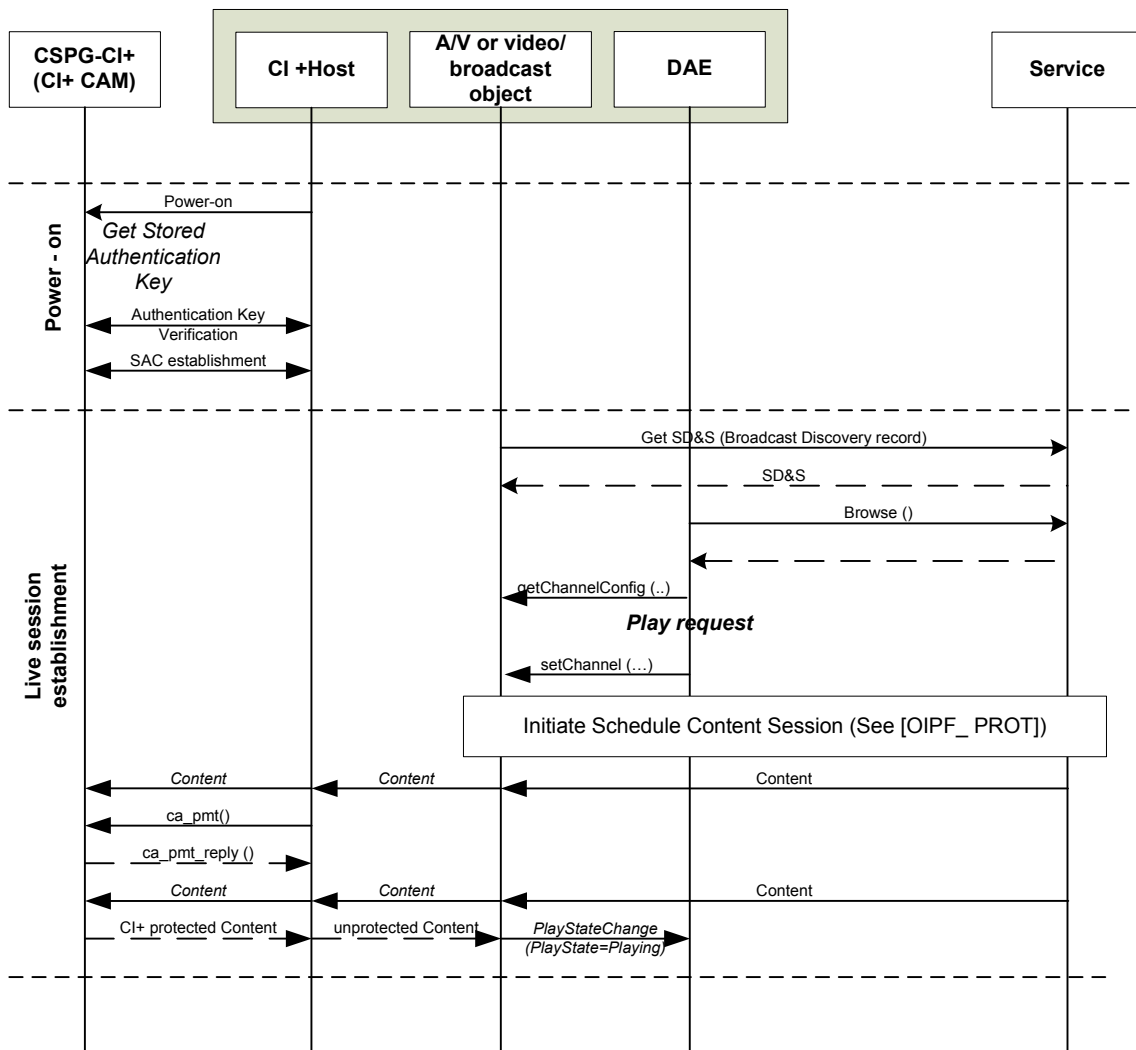 CSPG-CI+
(CI+ CAM)
CI +Host
A/V or video/
broadcast
object
DAE
Service
Power - on
Power-on
Get Stored
Authentication
Key
Authentication Key
Verification
SAC establishment
Live session
establishment
Get SD&S (Broadcast Discovery record)
SD&S
Browse ()
getChannelConfig (..)
Play request
setChannel (…)
Initiate Schedule Content Session (See [OIPF_ PROT])
Content
Content
Content
ca_pmt()
ca_pmt_reply ()
Content
Content
Content
CI+ protected Content
unprotected Content
PlayStateChange
(PlayState=Playing)